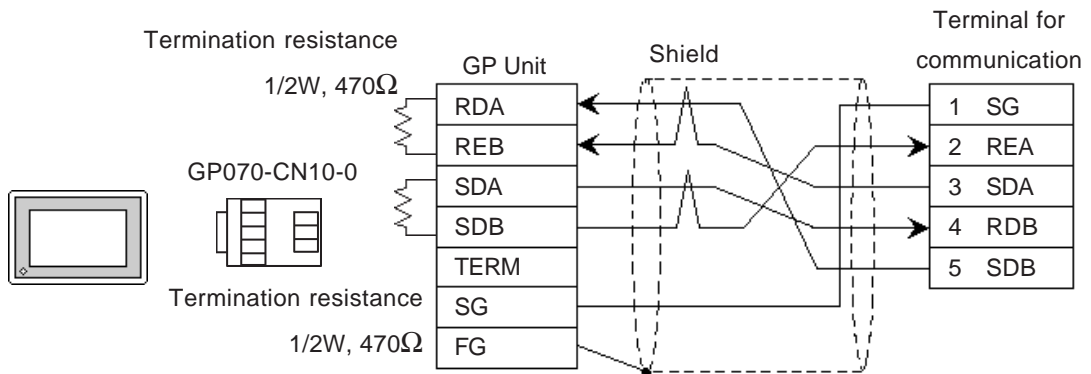 Termination resistance
1/2W, 470Ω
GP Unit
Shield
Terminal for
communication
RDA
REB
SDA
SDB
TERM
SG
FG
GP070-CN10-0
Termination resistance
1/2W, 470Ω
1 SG
2 REA
3 SDA
4 RDB
5 SDB